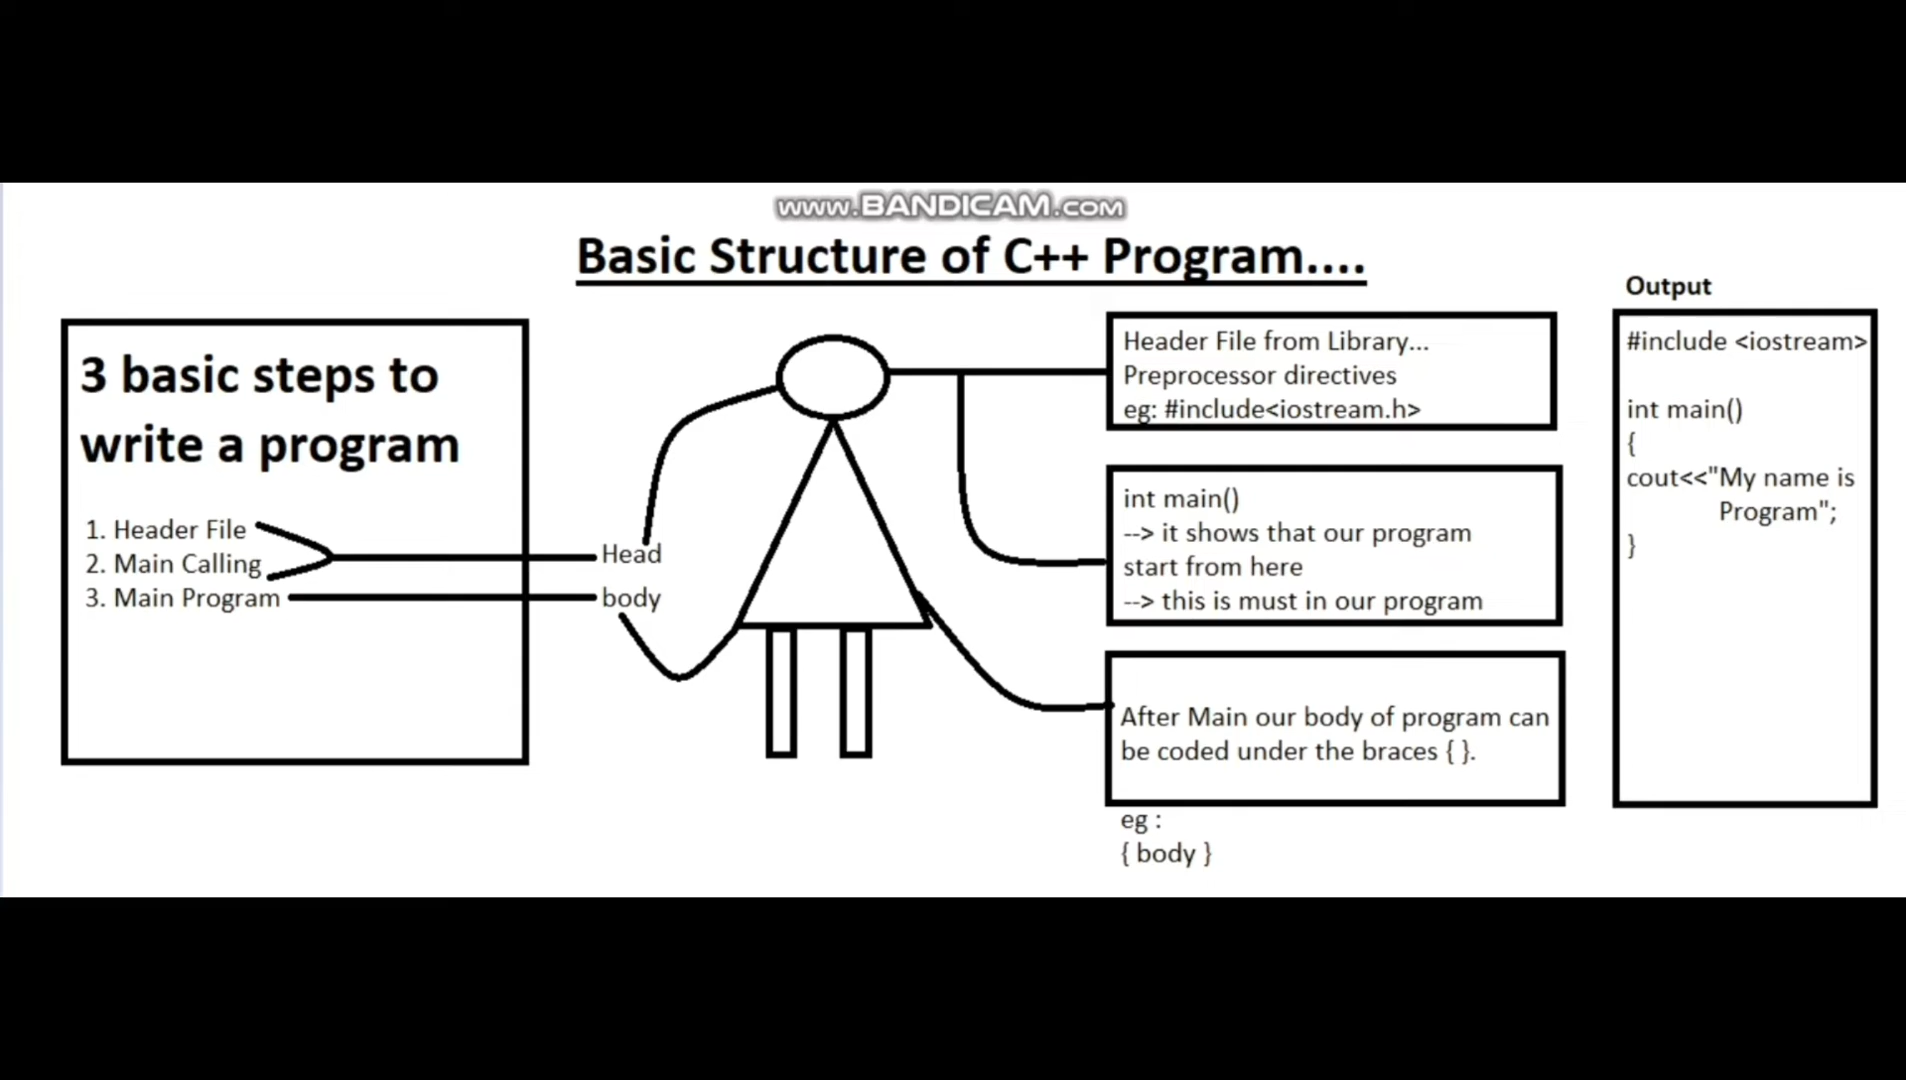 www.BANDICAM.com
Basic Structure of C++ Program....
3 basic steps to
write a program
1. Header File
2. Main Calling
3. Main Program
Head
body
Header File from Library...
Preprocessor directives
eg: #include<iostream.h>
int main()
--> it shows that our program
start from here
--> this is must in our program
After Main our body of program can
be coded under the braces { }.
eg :
{ body }
Output
#include <iostream>
int main()
{
cout<<"My name is
Program";
}